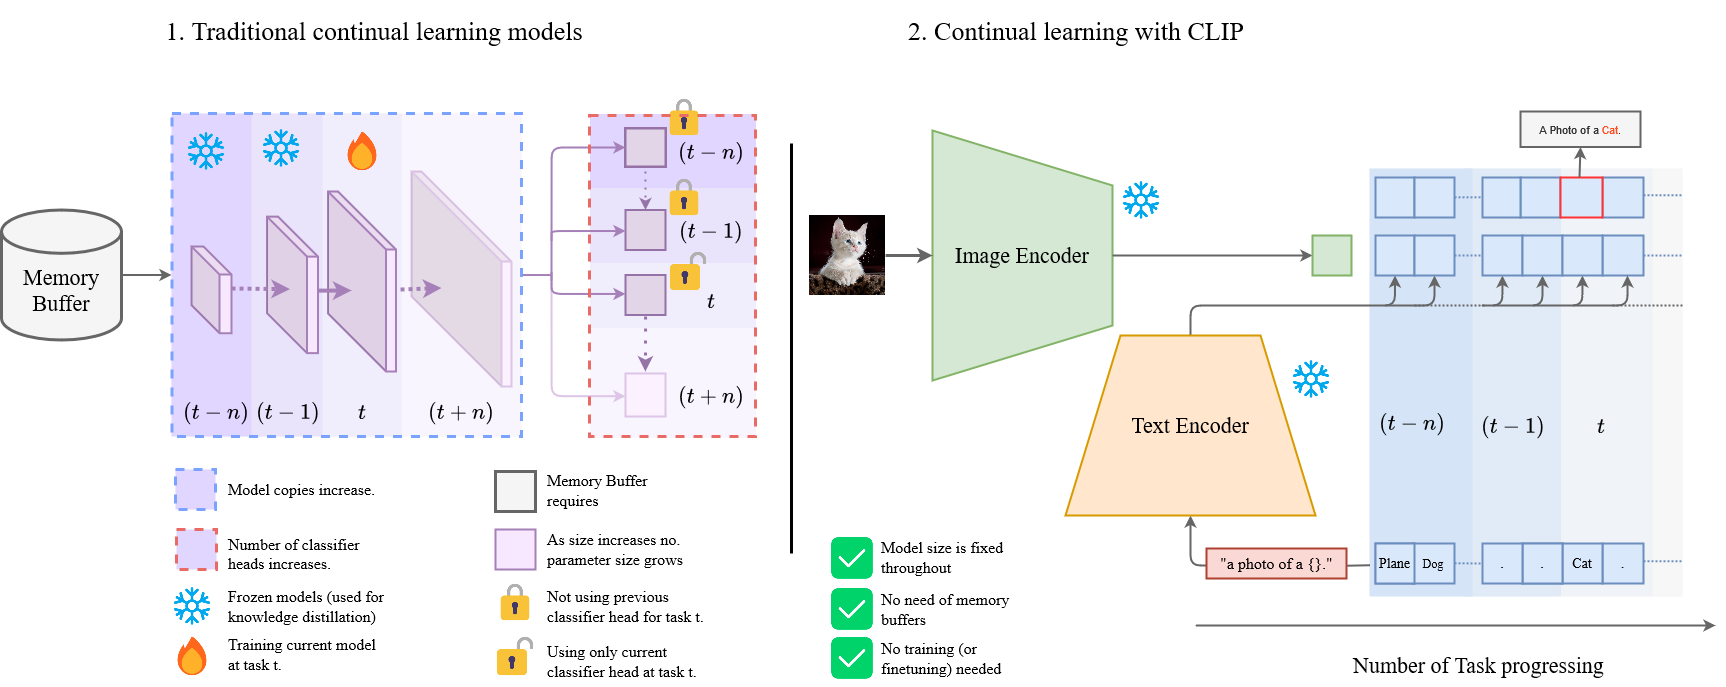 1. Traditional continual learning models
Memory
Buffer
(t − n)
(t − 1)
t
(t + n)
(t − n)
(t − 1)
t
(t + n)
Model copies increase.
Number of classifier
heads increases.
Frozen models (used for
knowledge distillation)
Training current model
at task t.
Memory Buffer
requires
As size increases no.
parameter size grows
Not using previous
classifier head for task t.
Using only current
classifier head at task t.
2. Continual learning with CLIP
A Photo of a Cat.
Image Encoder
Text Encoder
(t − n)
(t − 1)
t
"a photo of a {}."
Plane
Dog
.
.
Cat
.
Model size is fixed
throughout
No need of memory
buffers
No training (or
finetuning) needed
Number of Task progressing